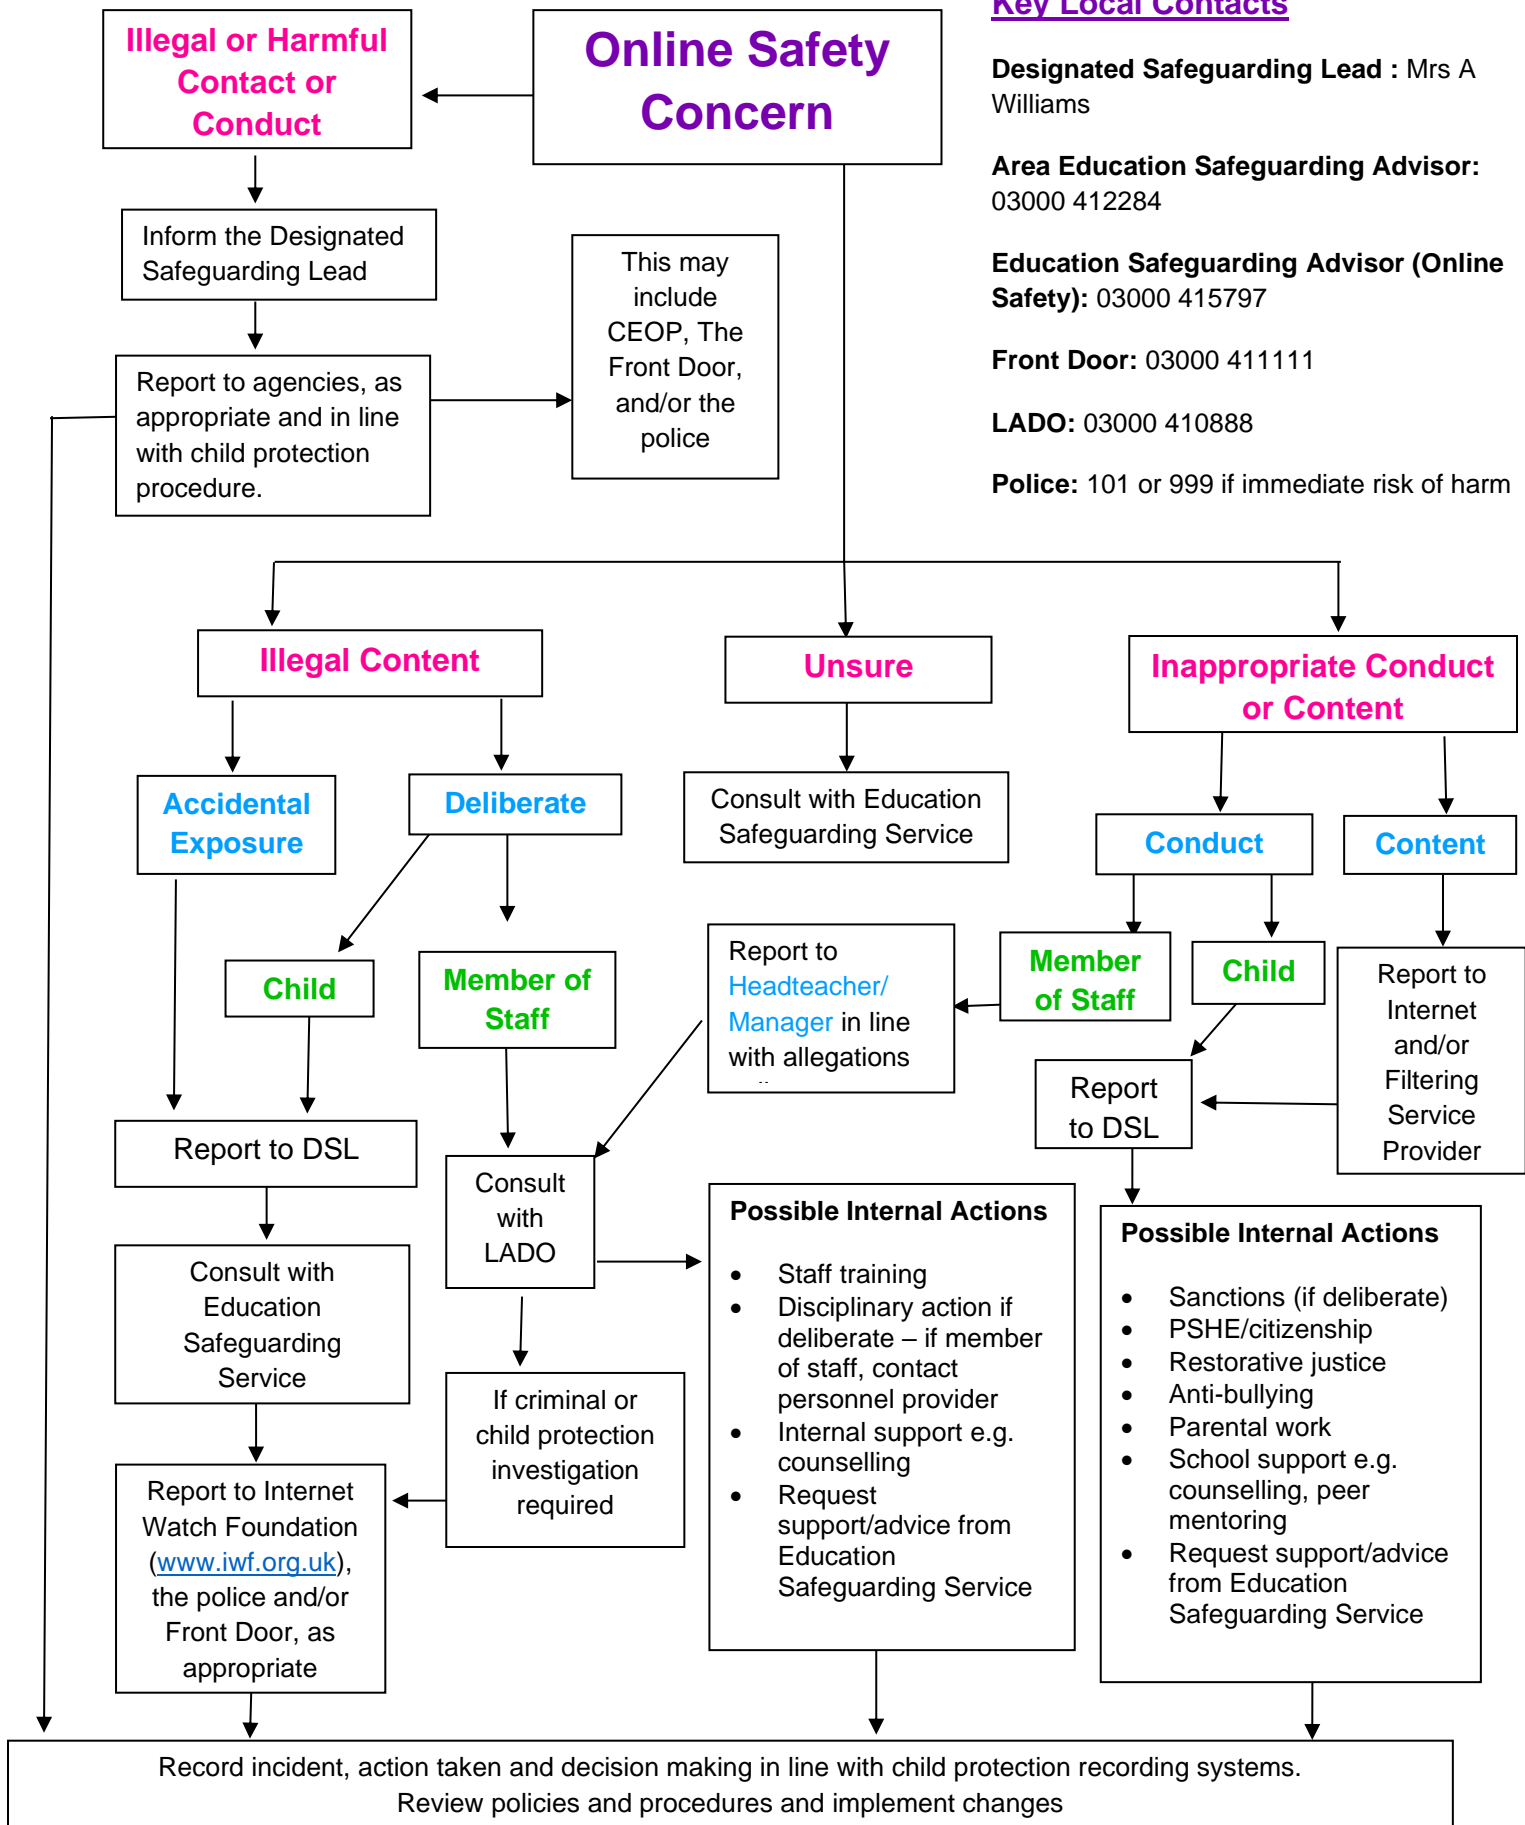 Key Local Contacts
Illegal or Harmful
Contact or
Conduct
Online Safety
Concern
Designated Safeguarding Lead : Mrs A
Williams
Area Education Safeguarding Advisor:
03000 412284
Education Safeguarding Advisor (Online
Safety): 03000 415797
Front Door: 03000 411111
LADO: 03000 410888
Police: 101 or 999 if immediate risk of harm
Inform the Designated
Safeguarding Lead
This may
include
CEOP, The
Front Door,
and/or the
police
Report to agencies, as
appropriate and in line
with child protection
procedure.
Illegal Content
Unsure
Inappropriate Conduct
or Content
Accidental
Exposure
Deliberate
Consult with Education
Safeguarding Service
Conduct
Content
Child
Member of
Staff
Report to
Headteacher/
Manager in line
with allegations
Member
of Staff
Child
Report to
Internet
and/or
Filtering
Service
Provider
Report to DSL
Consult
with
LADO
Report
to DSL
Consult with
Education
Safeguarding
Service
If criminal or
child protection
investigation
required
Report to Internet
Watch Foundation
(www.iwf.org.uk),
the police and/or
Front Door, as
appropriate
Possible Internal Actions
• Staff training
• Disciplinary action if
deliberate – if member
of staff, contact
personnel provider
• Internal support e.g.
counselling
• Request
support/advice from
Education
Safeguarding Service
Possible Internal Actions
• Sanctions (if deliberate)
• PSHE/citizenship
• Restorative justice
• Anti-bullying
• Parental work
• School support e.g.
counselling, peer
mentoring
• Request support/advice
from Education
Safeguarding Service
Record incident, action taken and decision making in line with child protection recording systems.
Review policies and procedures and implement changes